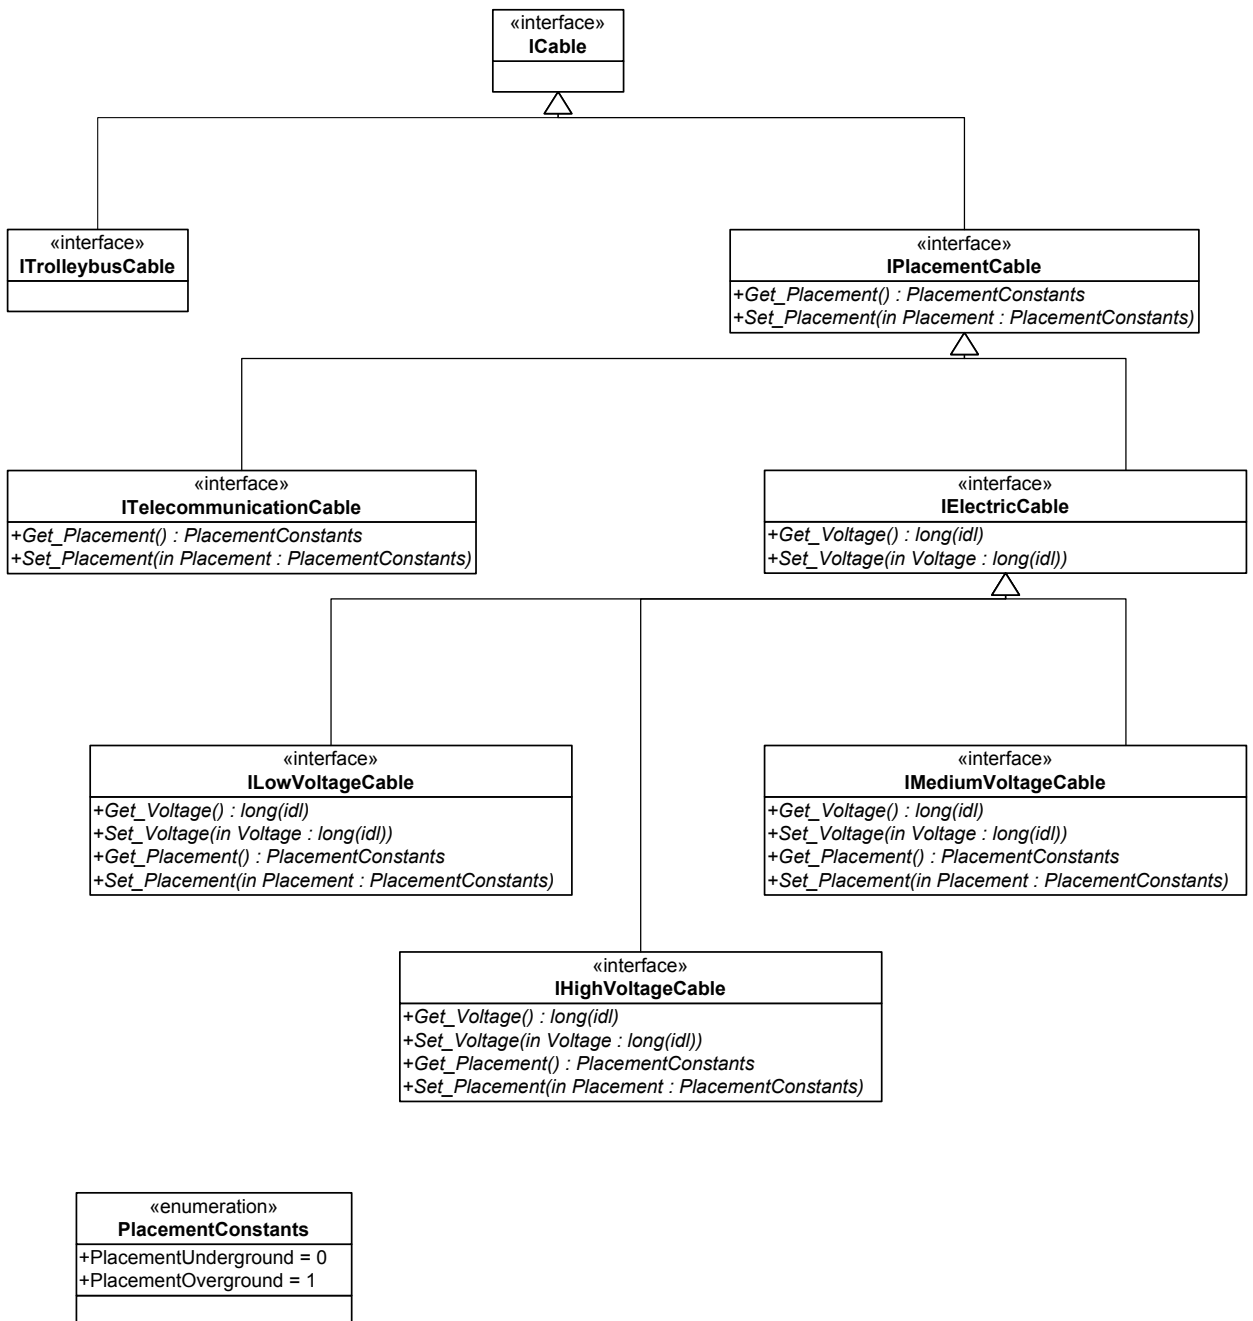 «interface»
ICable
«interface»
ITrolleybusCable
«interface»
IPlacementCable
+Get_Placement() : PlacementConstants
+Set_Placement(in Placement : PlacementConstants)
«interface»
ITelecommunicationCable
+Get_Placement() : PlacementConstants
+Set_Placement(in Placement : PlacementConstants)
«interface»
IElectricCable
+Get_Voltage() : long(idl)
+Set_Voltage(in Voltage : long(idl))
«interface»
ILowVoltageCable
+Get_Voltage() : long(idl)
+Set_Voltage(in Voltage : long(idl))
+Get_Placement() : PlacementConstants
+Set_Placement(in Placement : PlacementConstants)
«interface»
IMediumVoltageCable
+Get_Voltage() : long(idl)
+Set_Voltage(in Voltage : long(idl))
+Get_Placement() : PlacementConstants
+Set_Placement(in Placement : PlacementConstants)
«interface»
IHighVoltageCable
+Get_Voltage() : long(idl)
+Set_Voltage(in Voltage : long(idl))
+Get_Placement() : PlacementConstants
+Set_Placement(in Placement : PlacementConstants)
«enumeration»
PlacementConstants
+PlacementUnderground = 0
+PlacementOverground = 1